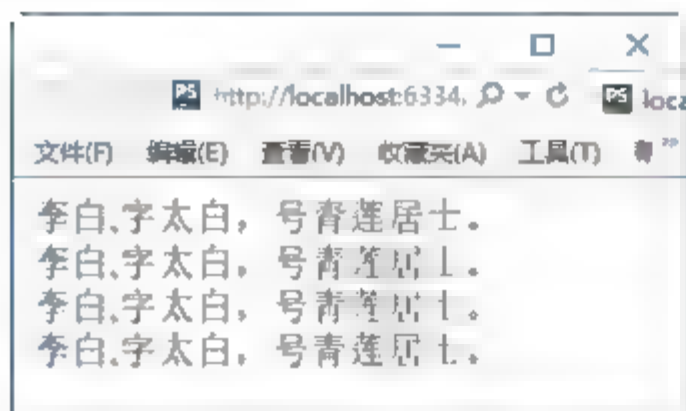 PS http://localhost:6334, PS loca
文件(F) 编辑(E) 查看(V) 收藏夹(A) 工具(T) »
李白,字太白,号青莲居士。
李白,字太白,号青莲居士。
李白,字太白,号青莲居士。
李白,字太白,号青莲居士。